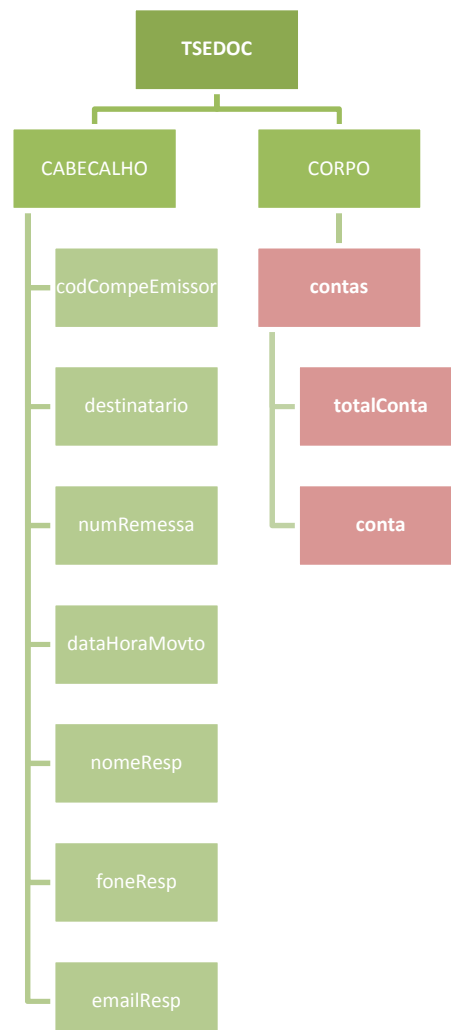 TSEDOC
CABECALHO
CORPO
codCompeEmissor
contas
destinatario
totalConta
numRemessa
conta
dataHoraMovto
nomeResp
foneResp
emailResp